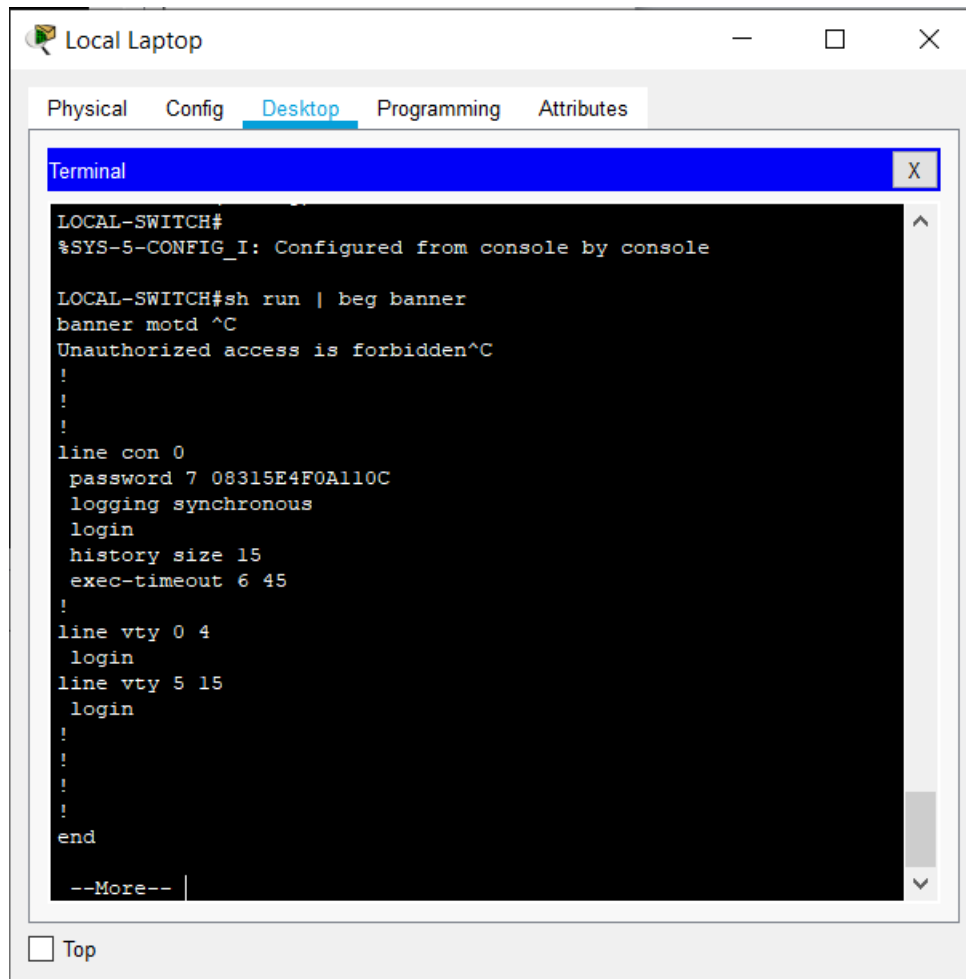 Local Laptop
Physical Config Desktop Programming Attributes
Terminal X
LOCAL-SWITCH#
%SYS-5-CONFIG_I: Configured from console by console
LOCAL-SWITCH#sh run | beg banner
banner motd ^C
Unauthorized access is forbidden^C
!
!
!
line con 0
password 7 08315E4F0A110C
logging synchronous
login
history size 15
exec-timeout 6 45
!
line vty 0 4
login
line vty 5 15
login
!
!
!
!
end
--More--
Top